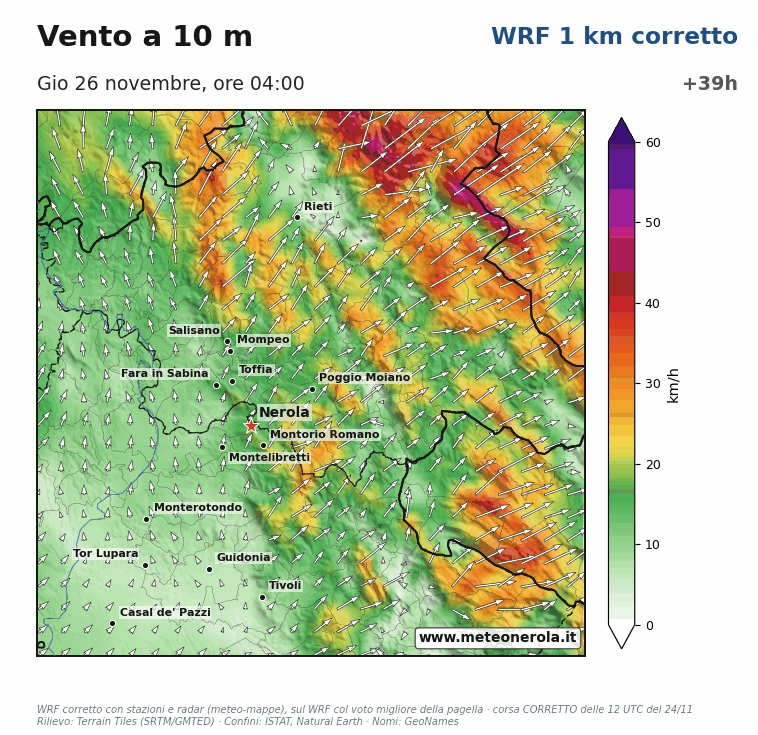 Vento a 10 m
WRF 1 km corretto
Gio 26 novembre, ore 04:00
+39h
Rieti
Salisano
Mompeo
Fara in Sabina
Toffia
Poggio Moiano
Nerola
Montorio Romano
Montelibretti
Monterotondo
Tor Lupara
Guidonia
Tivoli
Casal de' Pazzi
www.meteonerola.it
60
50
40
30
20
10
0
km/h
WRF corretto con stazioni e radar (meteo-mappe), sul WRF col voto migliore della pagella · corsa CORRETTO delle 12 UTC del 24/11
Rilievo: Terrain Tiles (SRTM/GMTED) · Confini: ISTAT, Natural Earth · Nomi: GeoNames